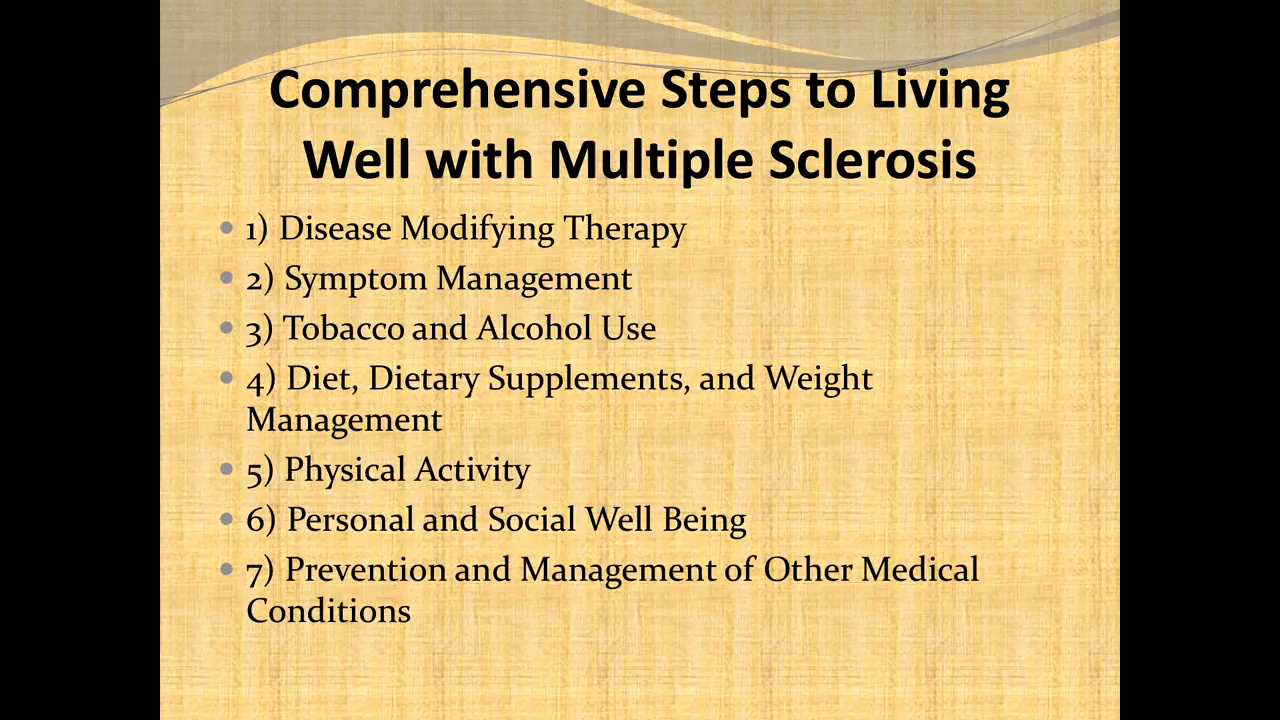 Comprehensive Steps to Living
Well with Multiple Sclerosis
• 1) Disease Modifying Therapy
• 2) Symptom Management
• 3) Tobacco and Alcohol Use
• 4) Diet, Dietary Supplements, and Weight
Management
• 5) Physical Activity
• 6) Personal and Social Well Being
• 7) Prevention and Management of Other Medical
Conditions